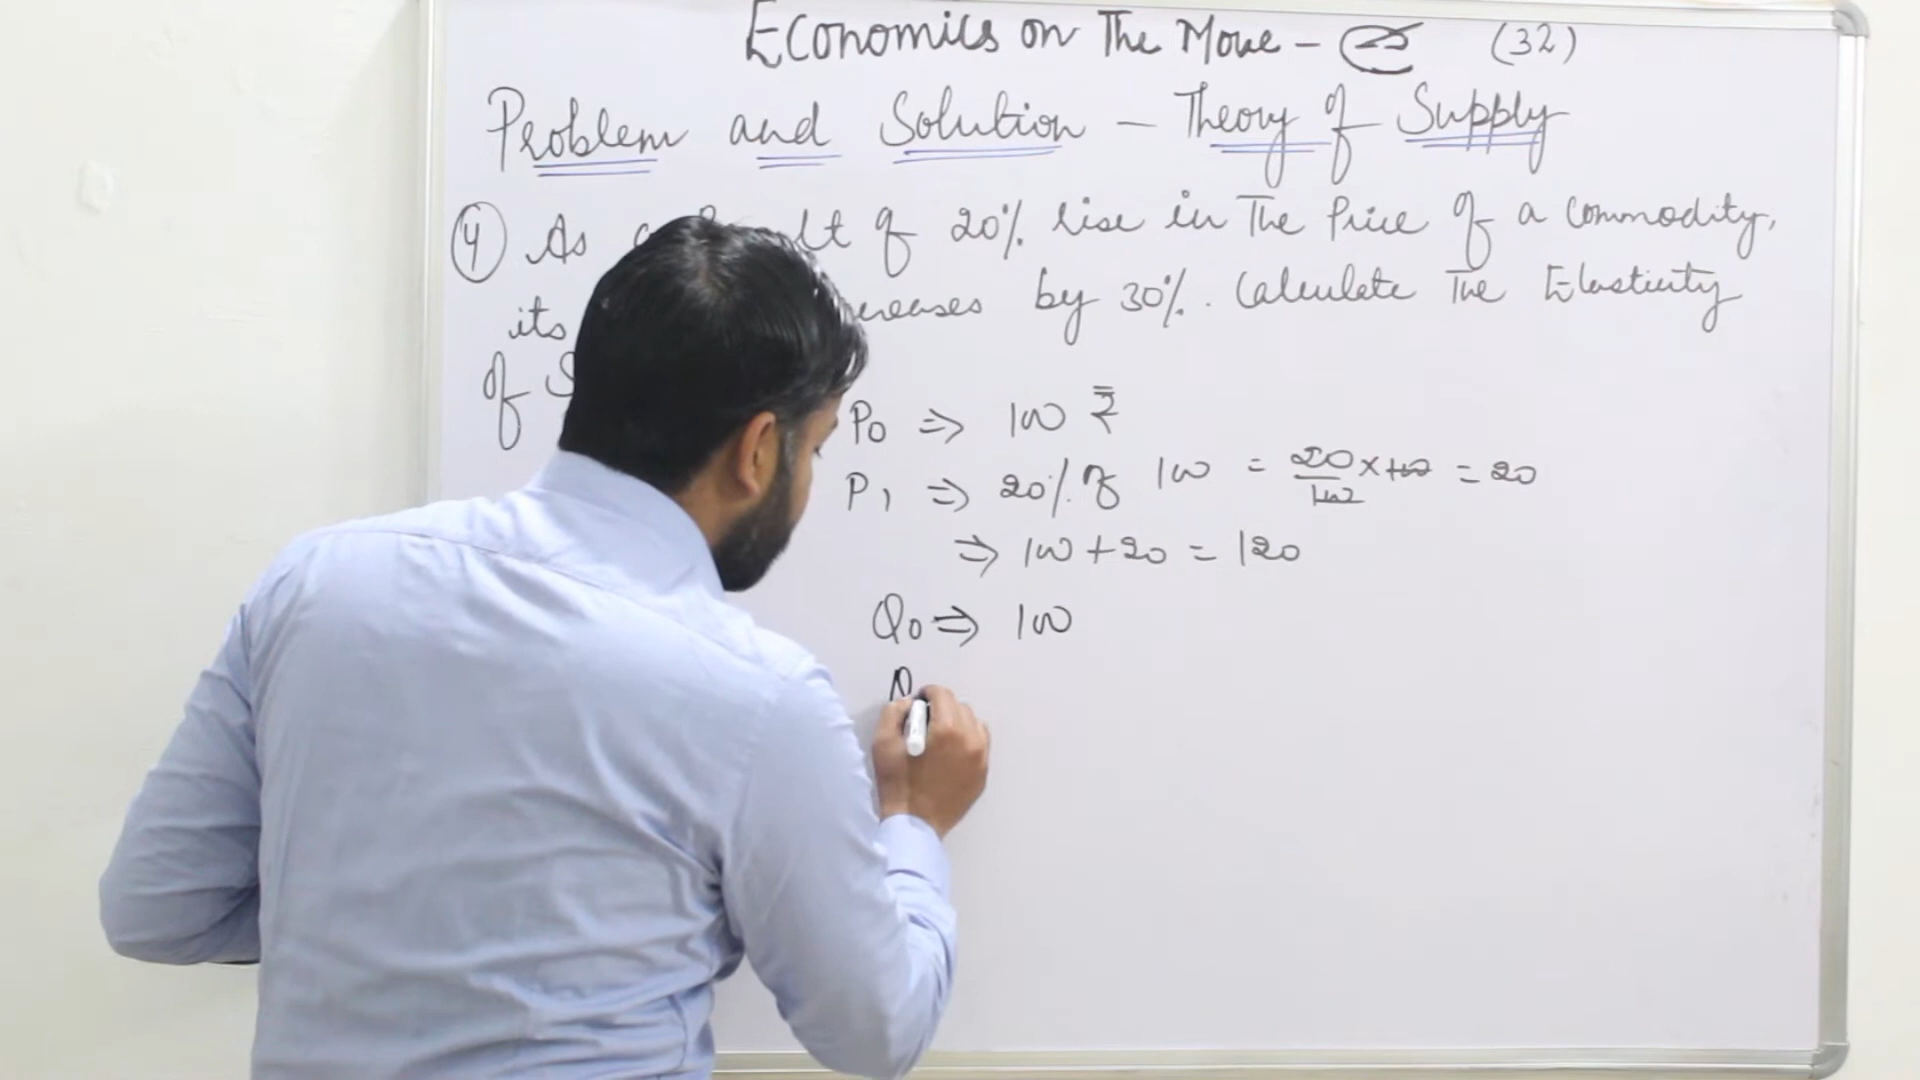 Economics on The Move - (32)
Problem and Solution - Theory of Supply
(4) As of 20% rise in The Price of a Commodity,
its by 30%. Calculate The Elasticity
of
P0 ⇒ 100 ₹
P1 ⇒ 20% of 100 = 20/100 × 100 = 20
⇒ 100 + 20 = 120
Q0 ⇒ 100